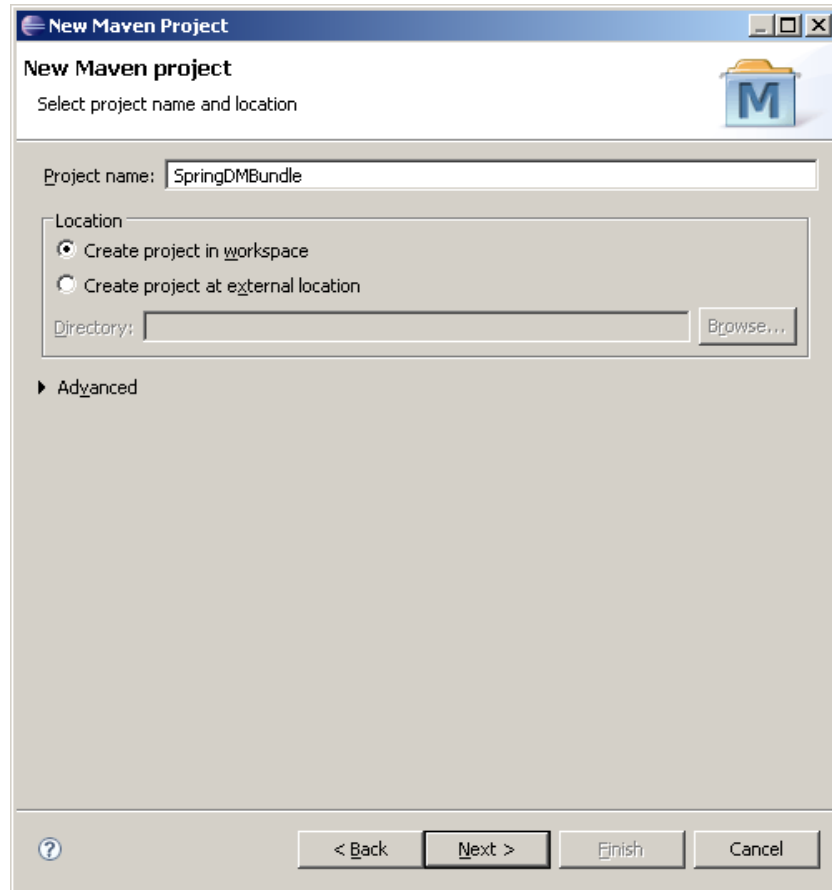 New Maven Project
New Maven project
Select project name and location
M
Project name: SpringDMBundle
Location
Create project in workspace
Create project at external location
Directory: Browse...
Advanced
? < Back Next > Finish Cancel